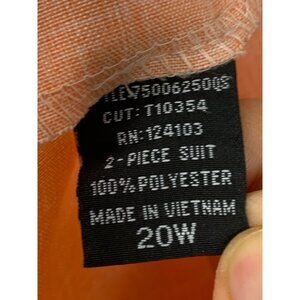 CUT: T10354
RN: 124103
2-PIECE SUIT
100% POLYESTER
MADE IN VIETNAM
20W